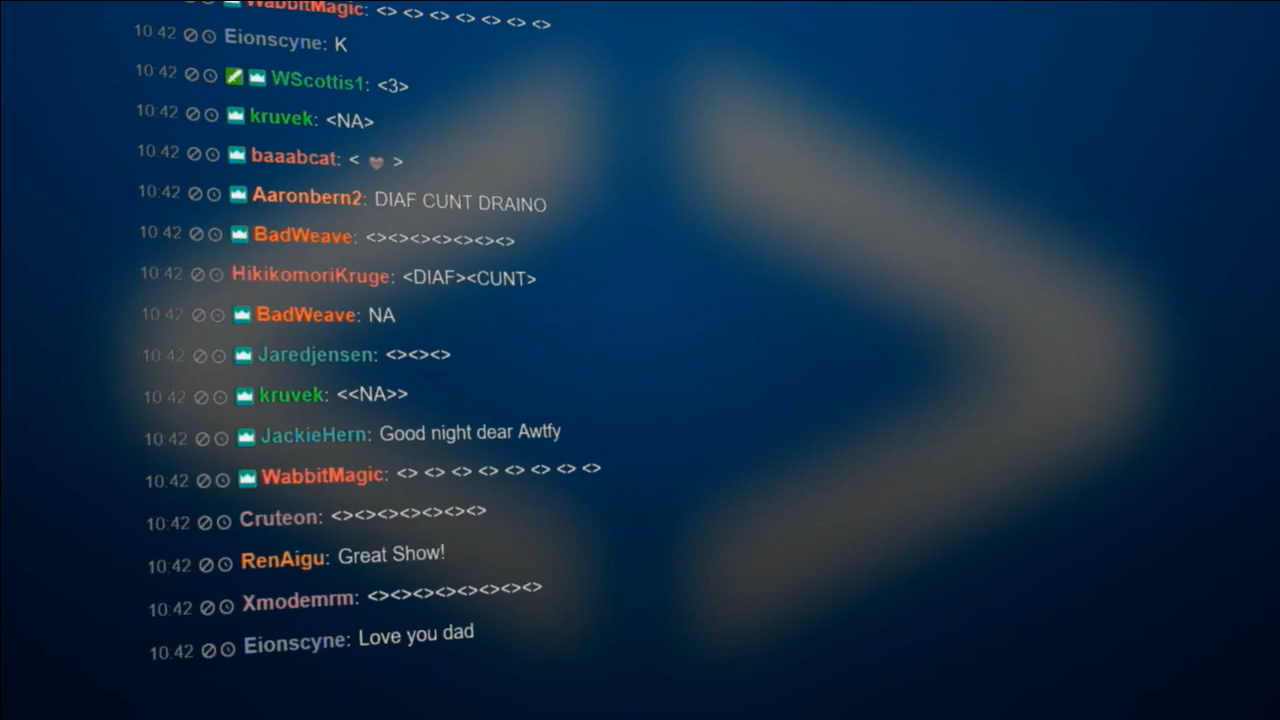 WabbitMagic: <> <> <> <> <> <> <>
10:42 Eionscyne: K
10:42 WScottis1: <3>
10:42 kruvek: <NA>
10:42 baaabcat: < >
10:42 Aaronbern2: DIAF CUNT DRAINO
10:42 BadWeave: <><><><><><><>
10:42 HikikomoriKruge: <DIAF><CUNT>
10:42 BadWeave: NA
10:42 Jaredjensen: <><><>
10:42 kruvek: <<NA>>
10:42 JackieHern: Good night dear Awtfy
10:42 WabbitMagic: <> <> <> <> <> <> <> <>
10:42 Cruteon: <><><><><><><>
10:42 RenAigu: Great Show!
10:42 Xmodemrm: <><><><><><><><>
10:42 Eionscyne: Love you dad